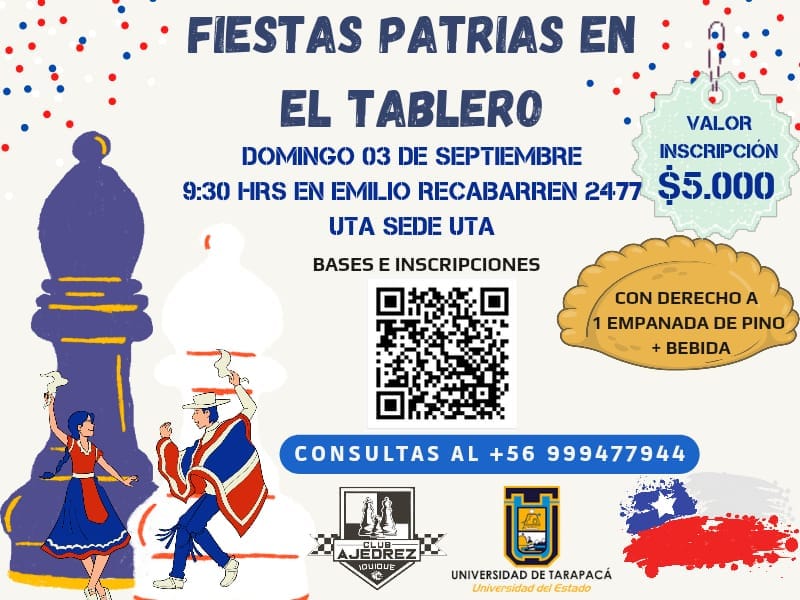 FIESTAS PATRIAS EN
EL TABLERO
DOMINGO 03 DE SEPTIEMBRE
9:30 HRS EN EMILIO RECABARREN 2477
UTA SEDE UTA
VALOR
INSCRIPCIÓN
$5.000
BASES E INSCRIPCIONES
CON DERECHO A
1 EMPANADA DE PINO
+ BEBIDA
CONSULTAS AL +56 999477944
CLUB
AJEDREZ
IQUIQUE
UNIVERSIDAD DE TARAPACÁ
Universidad del Estado